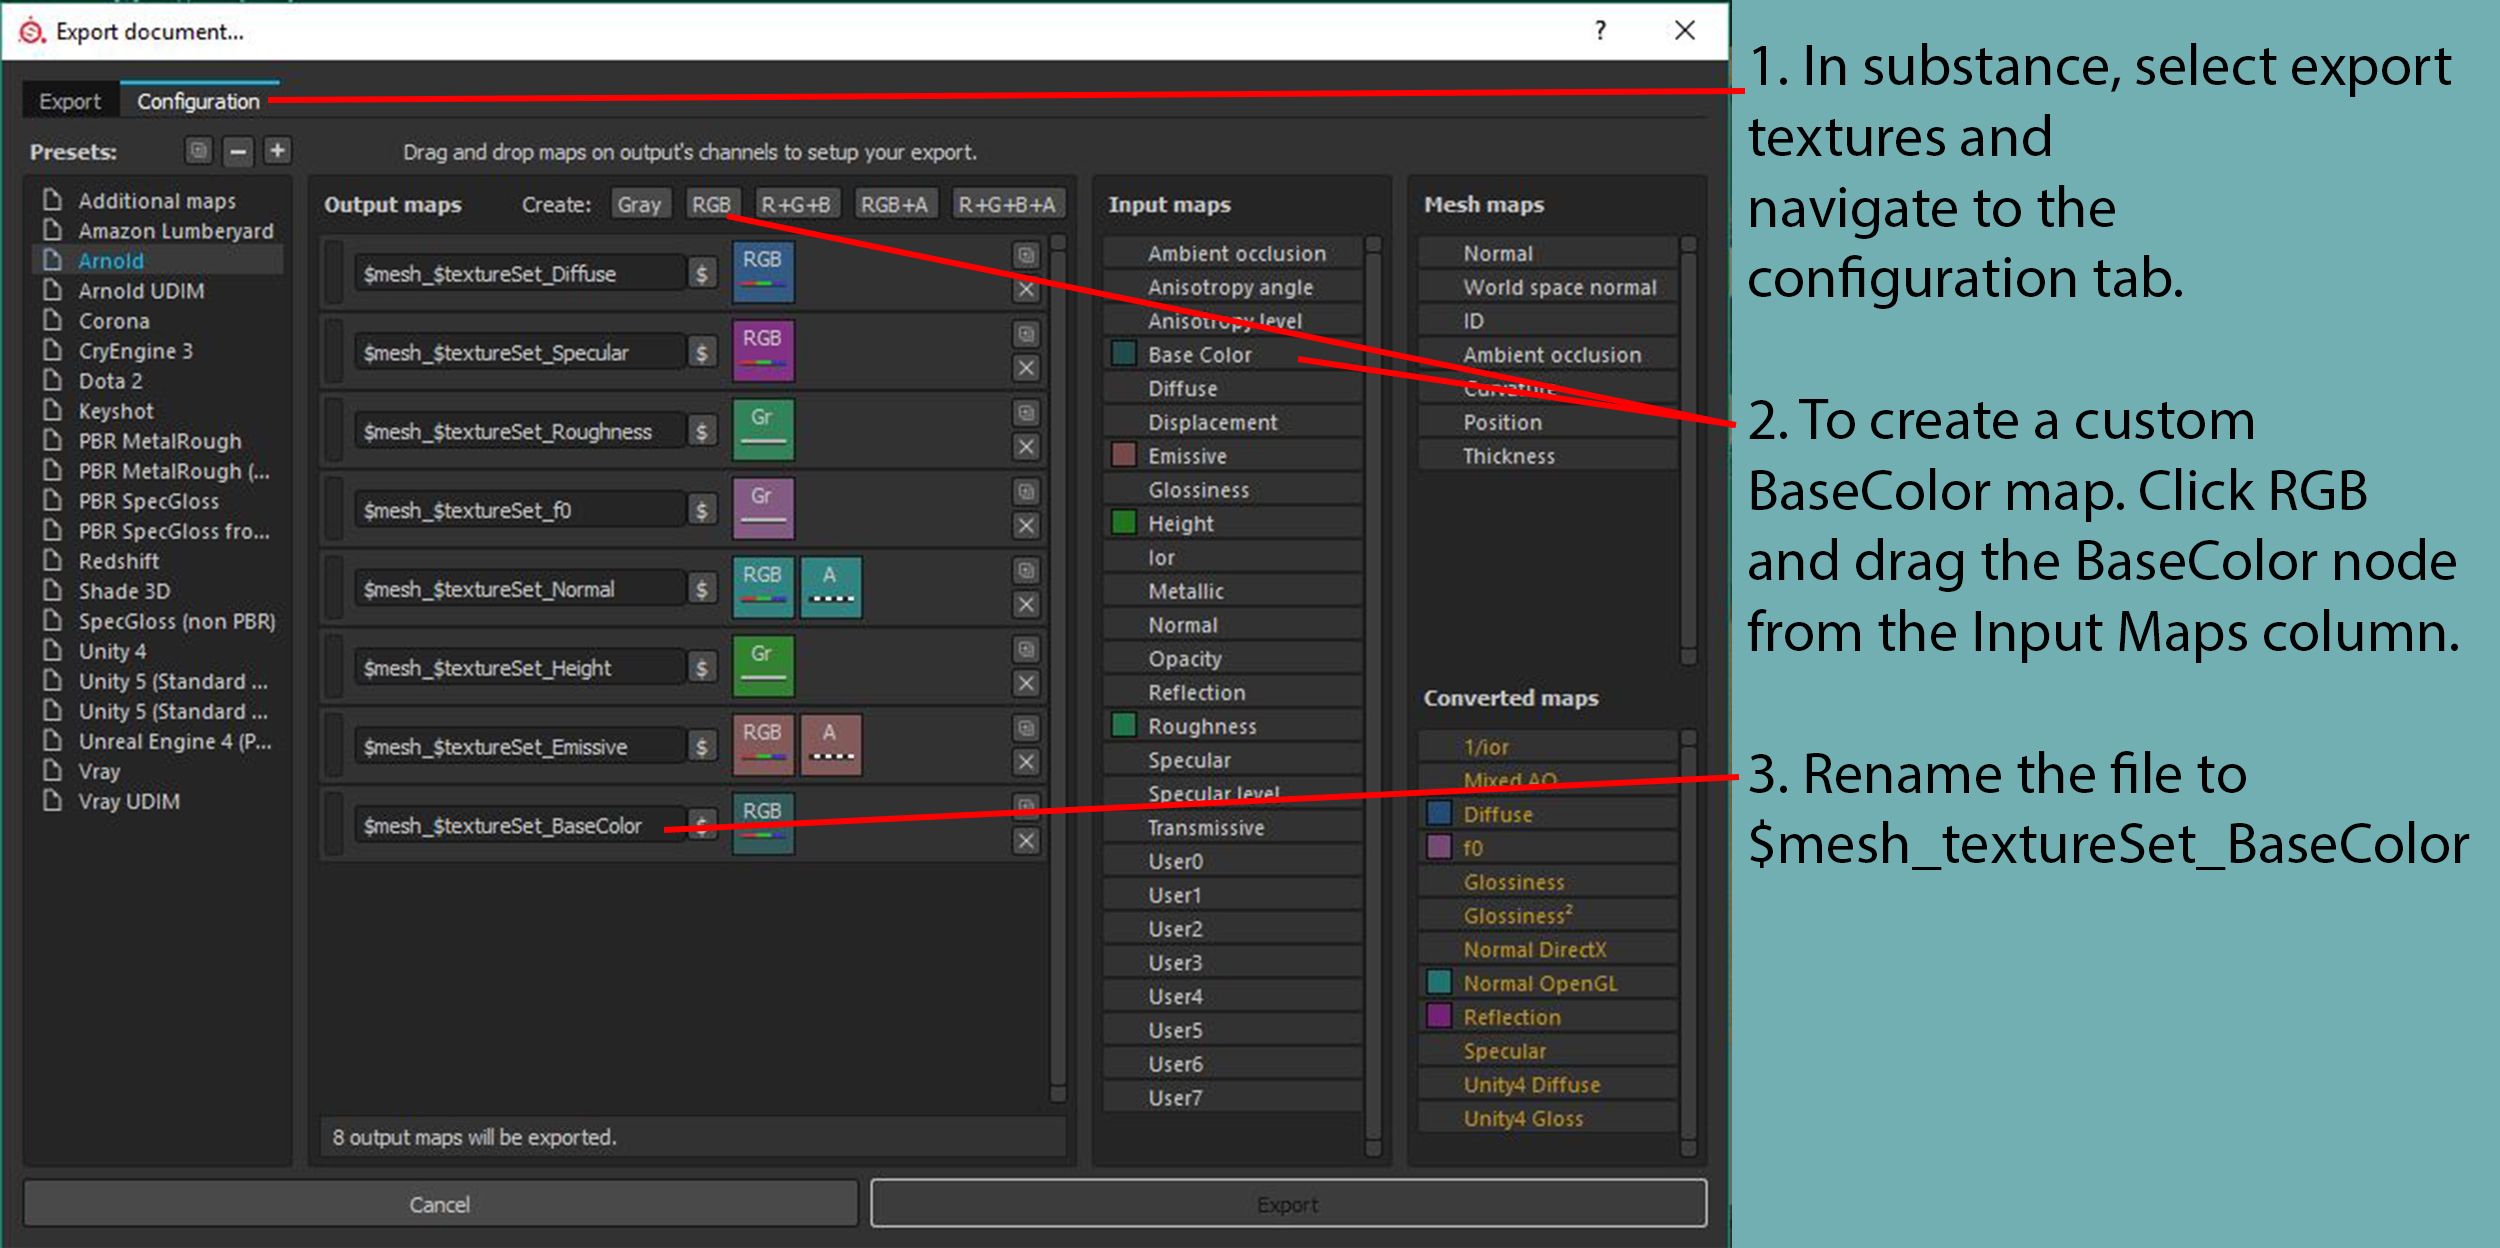 Export document...
?
Export
Configuration
Presets:
Drag and drop maps on output's channels to setup your export.
Additional maps
Amazon Lumberyard
Arnold
Arnold UDIM
Corona
CryEngine 3
Dota 2
Keyshot
PBR MetalRough
PBR MetalRough (...
PBR SpecGloss
PBR SpecGloss fro...
Redshift
Shade 3D
SpecGloss (non PBR)
Unity 4
Unity 5 (Standard ...
Unity 5 (Standard ...
Unreal Engine 4 (P...
Vray
Vray UDIM
Output maps
Create:
Gray
RGB
R+G+B
RGB+A
R+G+B+A
$mesh_$textureSet_Diffuse $ RGB
$mesh_$textureSet_Specular $ RGB
$mesh_$textureSet_Roughness $ Gr
$mesh_$textureSet_f0 $ Gr
$mesh_$textureSet_Normal $ RGB A
$mesh_$textureSet_Height $ Gr
$mesh_$textureSet_Emissive $ RGB A
$mesh_$textureSet_BaseColor $ RGB
8 output maps will be exported.
Input maps
Ambient occlusion
Anisotropy angle
Anisotropy level
Base Color
Diffuse
Displacement
Emissive
Glossiness
Height
Ior
Metallic
Normal
Opacity
Reflection
Roughness
Specular
Specular level
Transmissive
User0
User1
User2
User3
User4
User5
User6
User7
Mesh maps
Normal
World space normal
ID
Ambient occlusion
Curvature
Position
Thickness
Converted maps
1/ior
Mixed AO
Diffuse
f0
Glossiness
Glossiness²
Normal DirectX
Normal OpenGL
Reflection
Specular
Unity4 Diffuse
Unity4 Gloss
Cancel
Export
1. In substance, select export
textures and
navigate to the
configuration tab.
2. To create a custom
BaseColor map. Click RGB
and drag the BaseColor node
from the Input Maps column.
3. Rename the file to
$mesh_textureSet_BaseColor